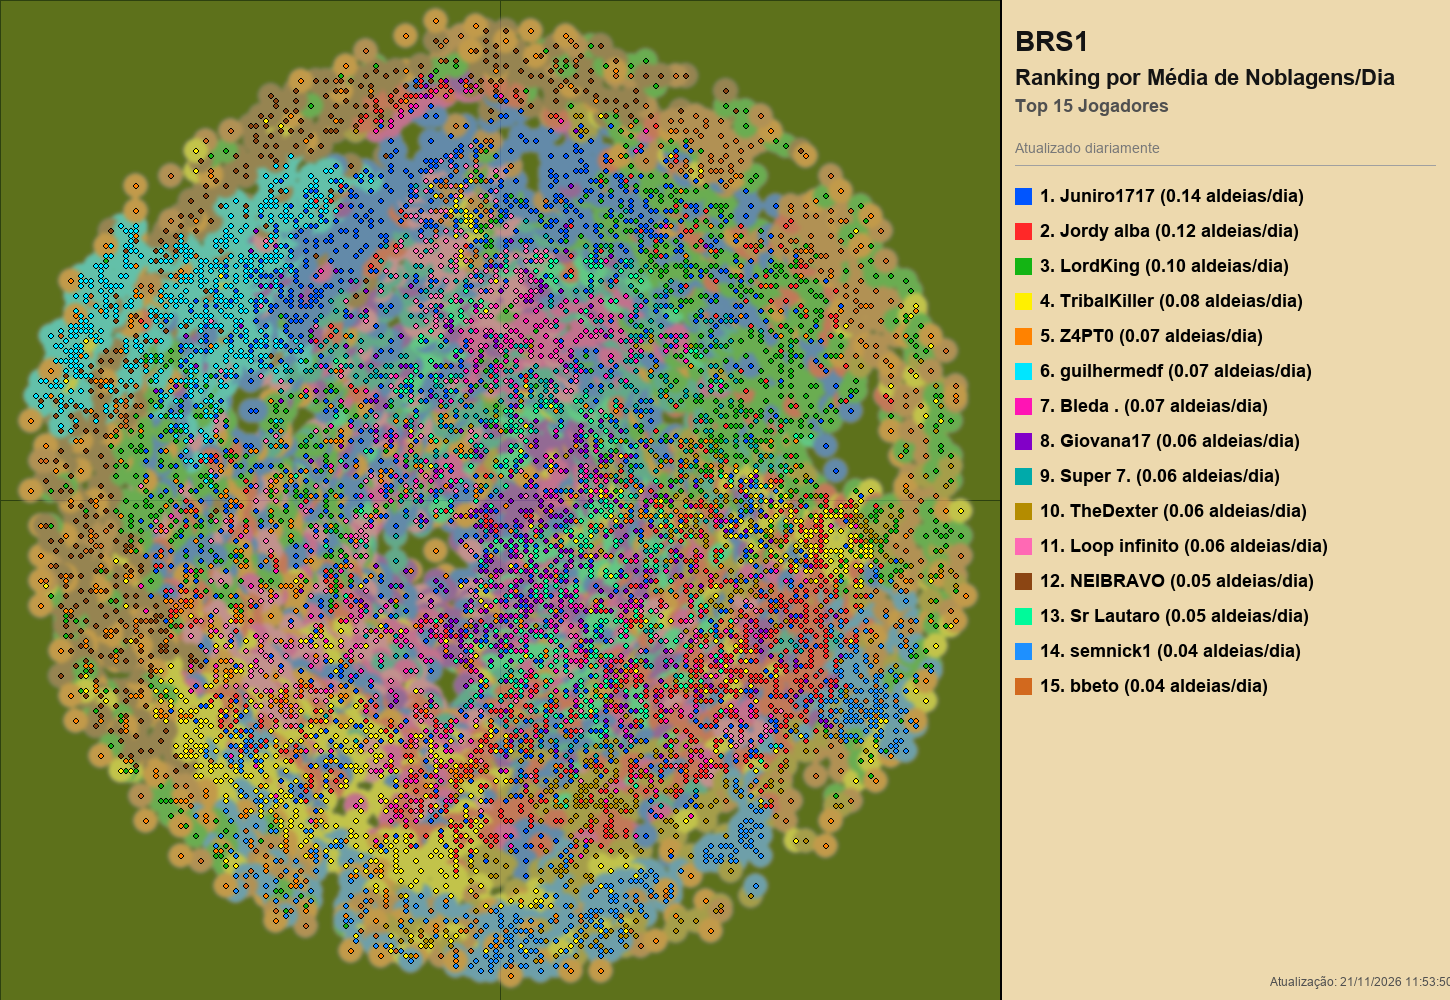 BRS1
Ranking por Média de Noblagens/Dia
Top 15 Jogadores
Atualizado diariamente
1. Juniro1717 (0.14 aldeias/dia)
2. Jordy alba (0.12 aldeias/dia)
3. LordKing (0.10 aldeias/dia)
4. TribalKiller (0.08 aldeias/dia)
5. Z4PT0 (0.07 aldeias/dia)
6. guilhermedf (0.07 aldeias/dia)
7. Bleda . (0.07 aldeias/dia)
8. Giovana17 (0.06 aldeias/dia)
9. Super 7. (0.06 aldeias/dia)
10. TheDexter (0.06 aldeias/dia)
11. Loop infinito (0.06 aldeias/dia)
12. NEIBRAVO (0.05 aldeias/dia)
13. Sr Lautaro (0.05 aldeias/dia)
14. semnick1 (0.04 aldeias/dia)
15. bbeto (0.04 aldeias/dia)
Atualização: 21/11/2026 11:53:50